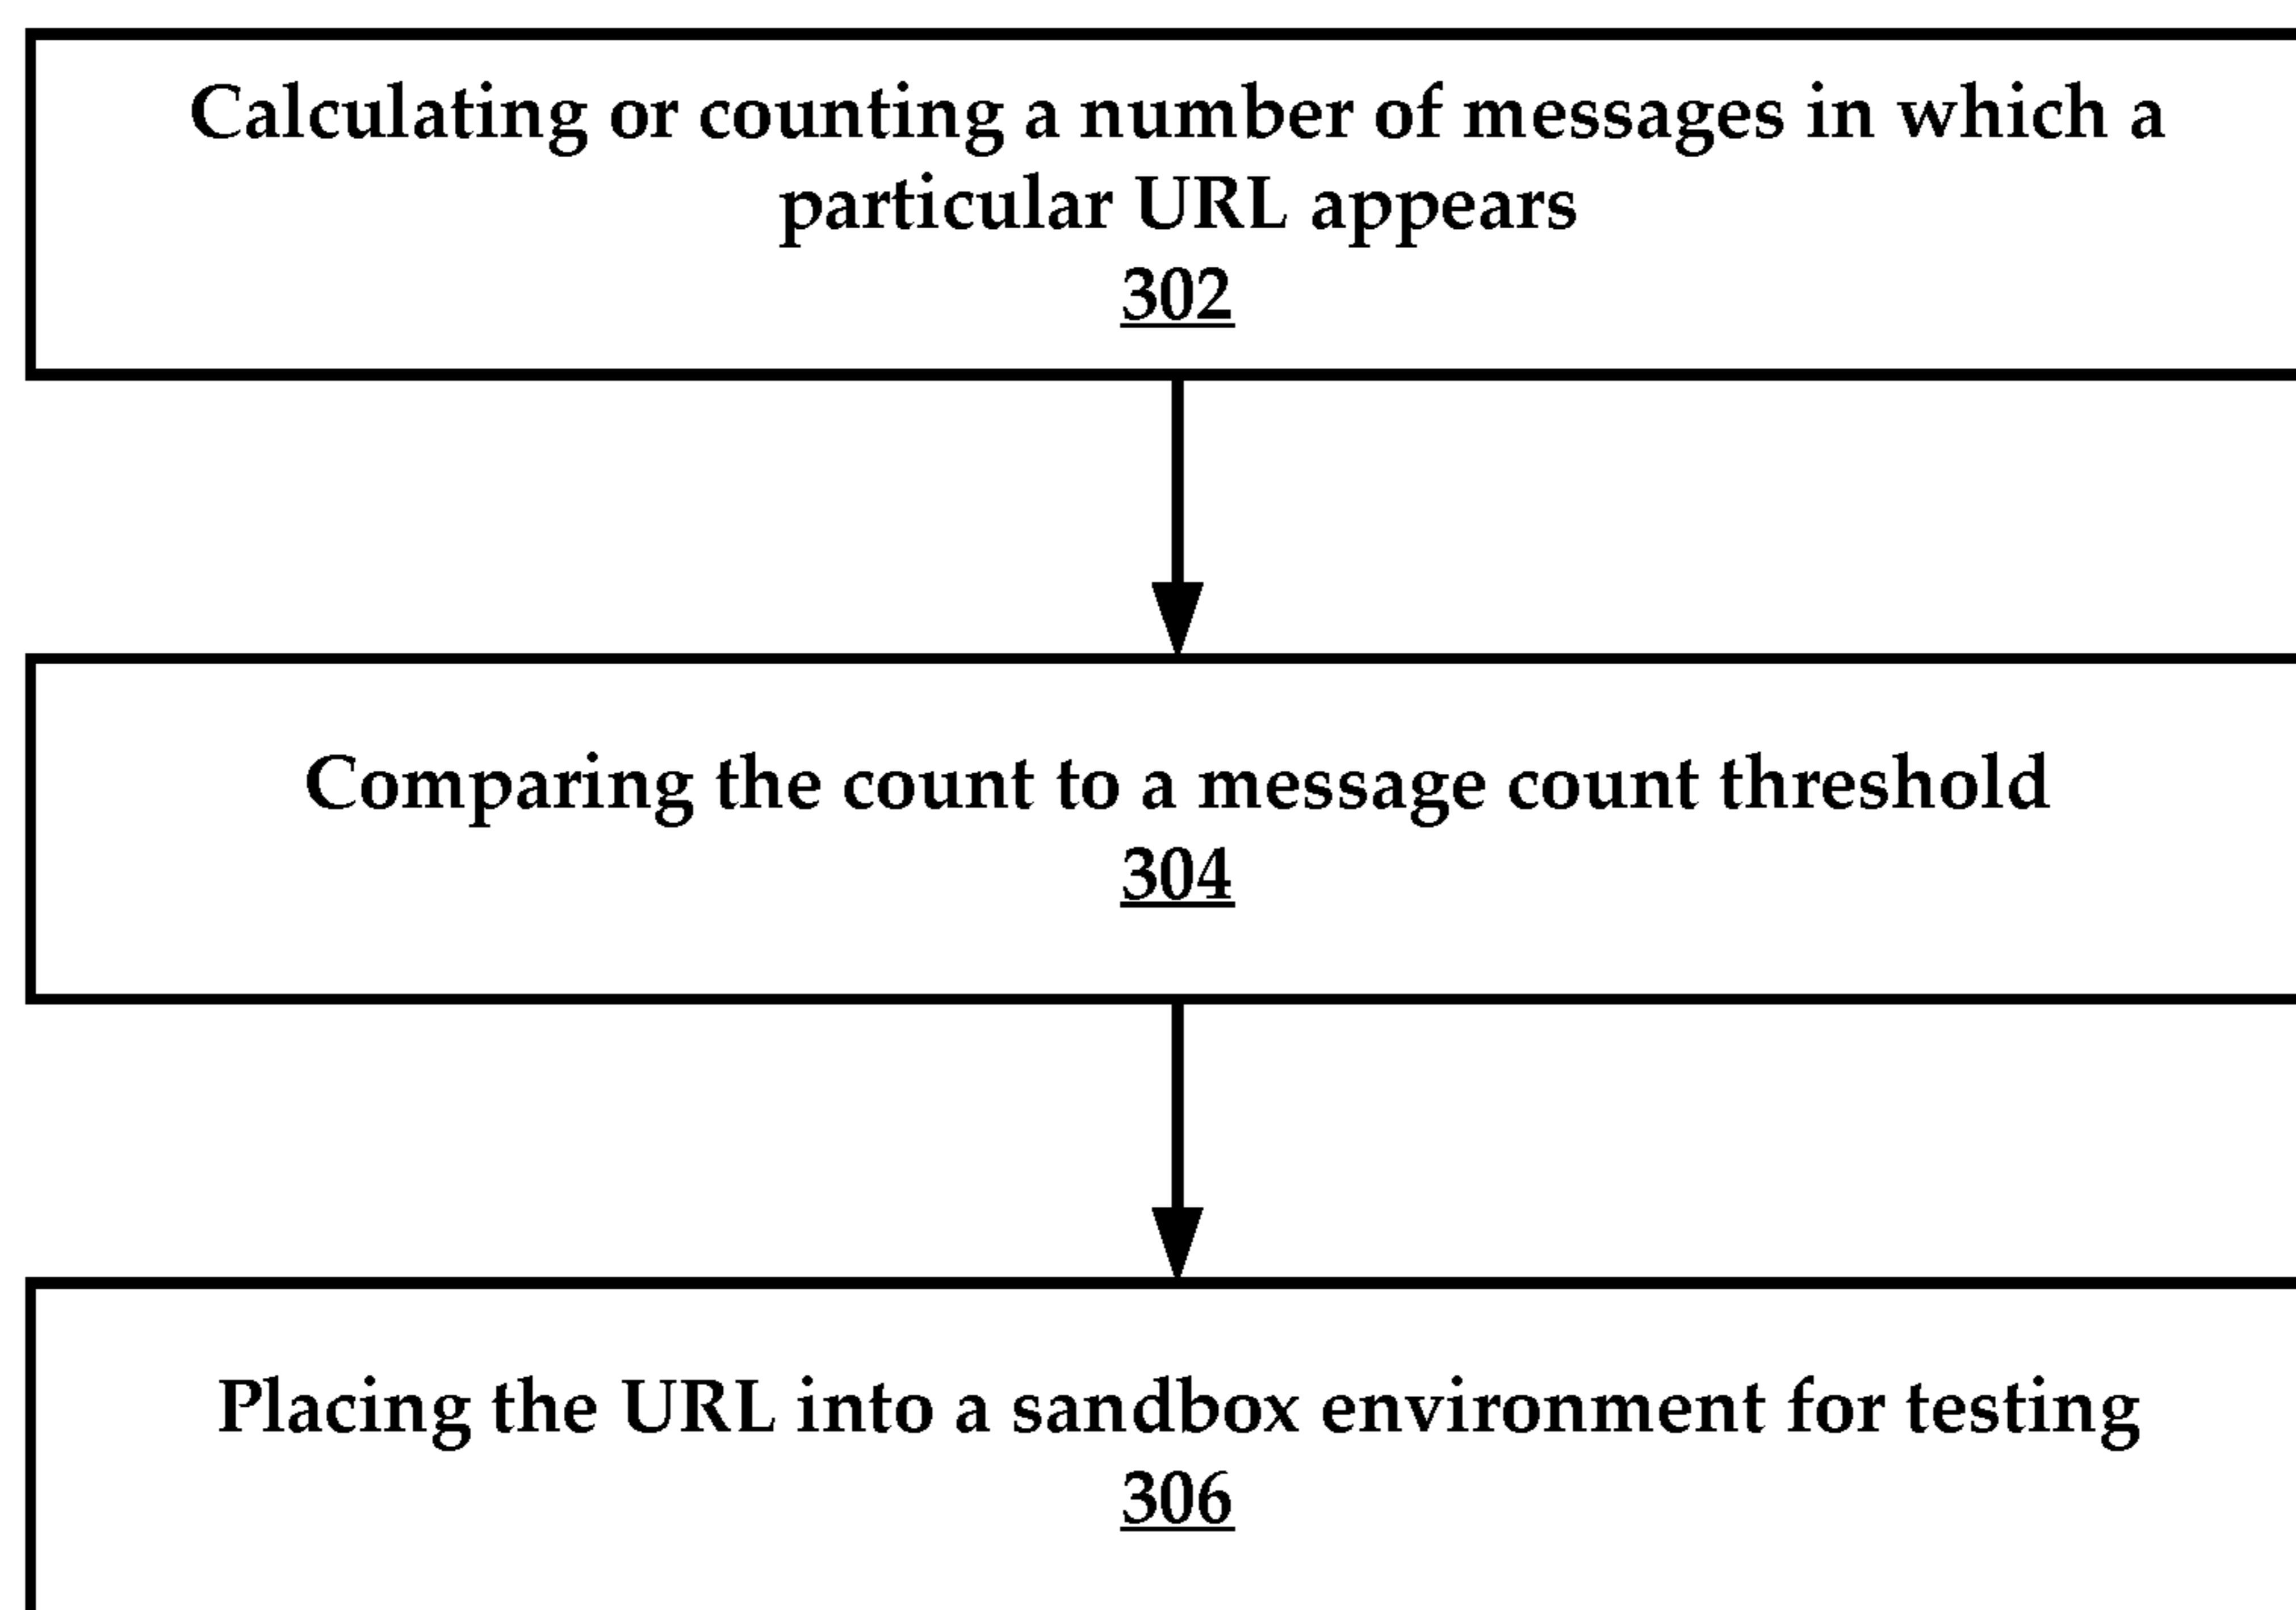 Calculating or counting a number of messages in which a
particular URL appears
302
Comparing the count to a message count threshold
304
Placing the URL into a sandbox environment for testing
306